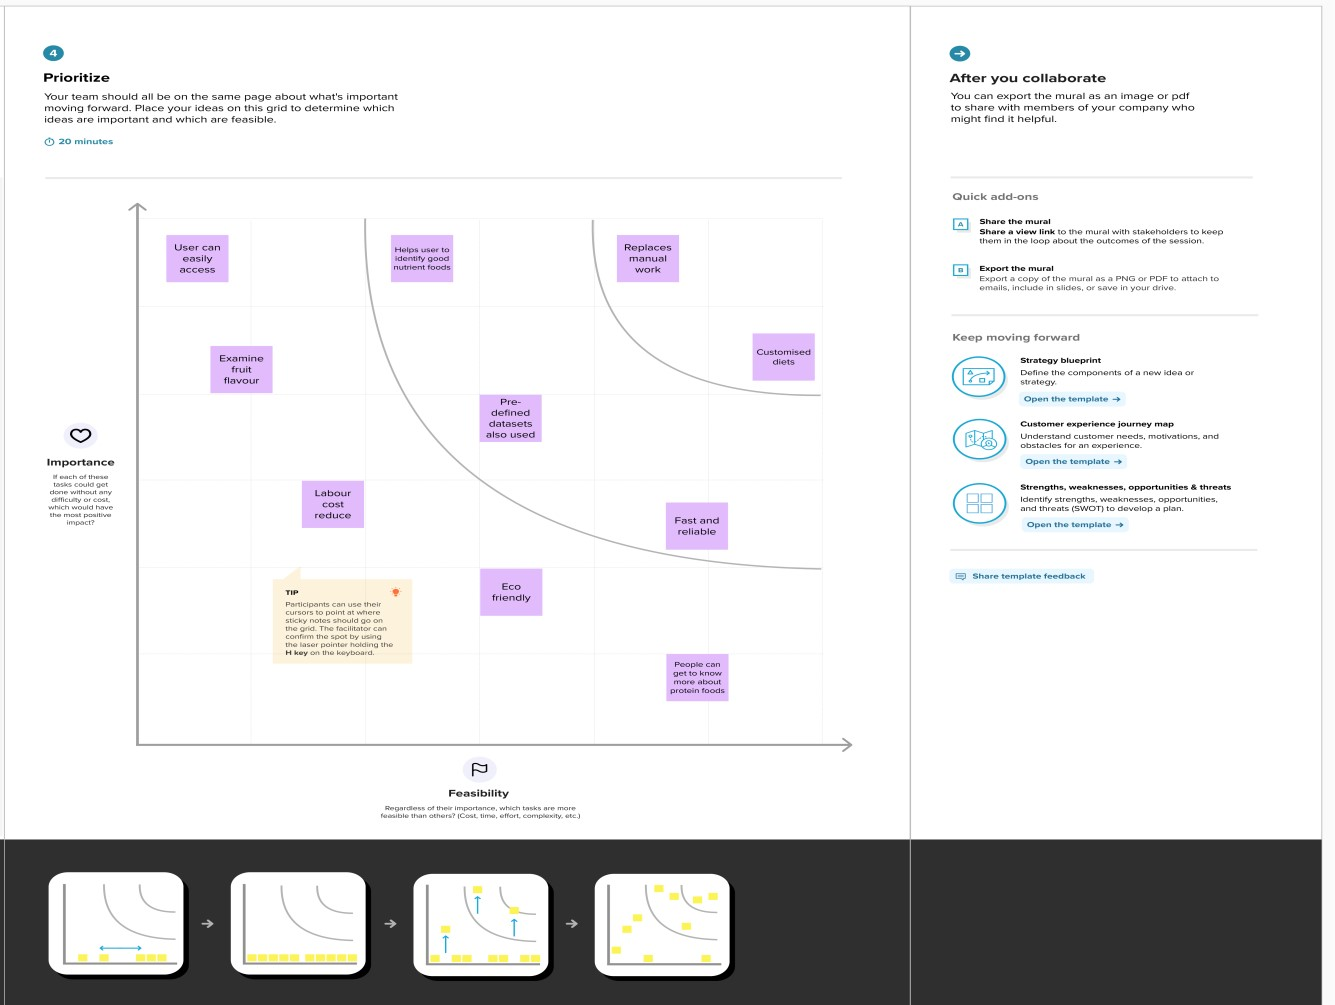 4
Prioritize
Your team should all be on the same page about what's important
moving forward. Place your ideas on this grid to determine which
ideas are important and which are feasible.
20 minutes
User can
easily
access
Helps user to
identify good
nutrient foods
Replaces
manual
work
Examine
fruit
flavour
Customised
diets
Pre-
defined
datasets
also used
Importance
If each of these
tasks could get
done without any
difficulty or cost,
which would have
the most positive
impact?
Labour
cost
reduce
Fast and
reliable
Eco
friendly
TIP
Participants can use their
cursors to point at where
sticky notes should go on
the grid. The facilitator can
confirm the spot by using
the laser pointer holding the
H key on the keyboard.
People can
get to know
more about
protein foods
Feasibility
Regardless of their importance, which tasks are more
feasible than others? (Cost, time, effort, complexity, etc.)
After you collaborate
You can export the mural as an image or pdf
to share with members of your company who
might find it helpful.
Quick add-ons
A
Share the mural
Share a view link to the mural with stakeholders to keep
them in the loop about the outcomes of the session.
B
Export the mural
Export a copy of the mural as a PNG or PDF to attach to
emails, include in slides, or save in your drive.
Keep moving forward
Strategy blueprint
Define the components of a new idea or
strategy.
Open the template →
Customer experience journey map
Understand customer needs, motivations, and
obstacles for an experience.
Open the template →
Strengths, weaknesses, opportunities & threats
Identify strengths, weaknesses, opportunities,
and threats (SWOT) to develop a plan.
Open the template →
Share template feedback